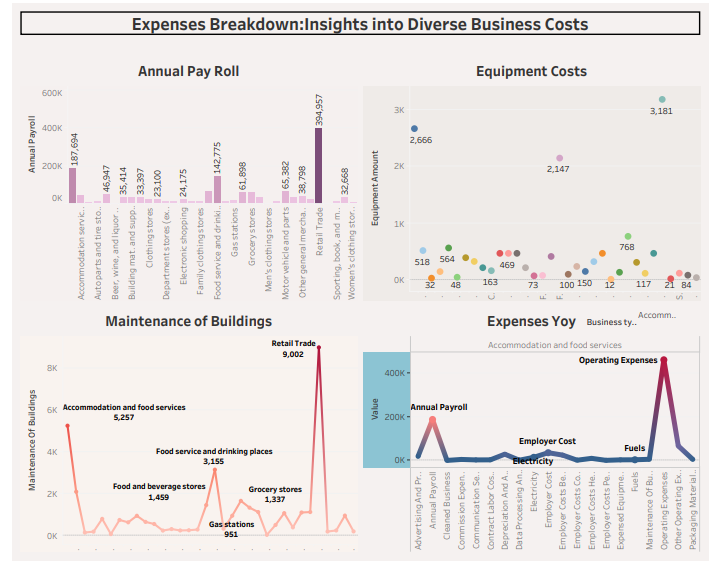 Expenses Breakdown:Insights into Diverse Business Costs
Annual Pay Roll
Annual Payroll
600K
400K
200K
0K
187,694
46,947
35,414
33,397
23,100
24,175
142,775
61,898
65,382
38,798
394,957
32,668
Accommodation servic..
Auto parts and tire sto..
Beer, wine, and liquor ..
Building mat. and supp..
Clothing stores
Department stores (ex..
Electronic shopping
Family clothing stores
Food service and drinki..
Gas stations
Grocery stores
Men's clothing stores
Motor vehicle and parts
Other general mercha..
Retail Trade
Sporting, book, and m..
Women's clothing stor..
Equipment Costs
Equipment Amount
3K
2K
1K
0K
2,666
518
32
564
48
163
469
73
2,147
100
150
12
768
117
3,181
21
84
C..
F..
F..
S..
Maintenance of Buildings
Maintenance Of Buildings
8K
6K
4K
2K
0K
Accommodation and food services
5,257
Food and beverage stores
1,459
Food service and drinking places
3,155
Gas stations
951
Grocery stores
1,337
Retail Trade
9,002
Expenses Yoy
Business ty..
Accomm..
Accommodation and food services
Value
400K
200K
0K
Annual Payroll
Electricity
Employer Cost
Fuels
Operating Expenses
Advertising And Pr..
Annual Payroll
Cleaned Business
Commission Expen..
Communication Se..
Contract Labor Cos..
Depreciation And A..
Data Processing An..
Electricity
Employer Cost
Employer Costs Be..
Employer Costs Co..
Employer Costs He..
Employer Costs Pe..
Expensed Equipme..
Fuels
Maintenance Of Bu..
Operating Expenses
Other Operating Ex..
Packaging Material..